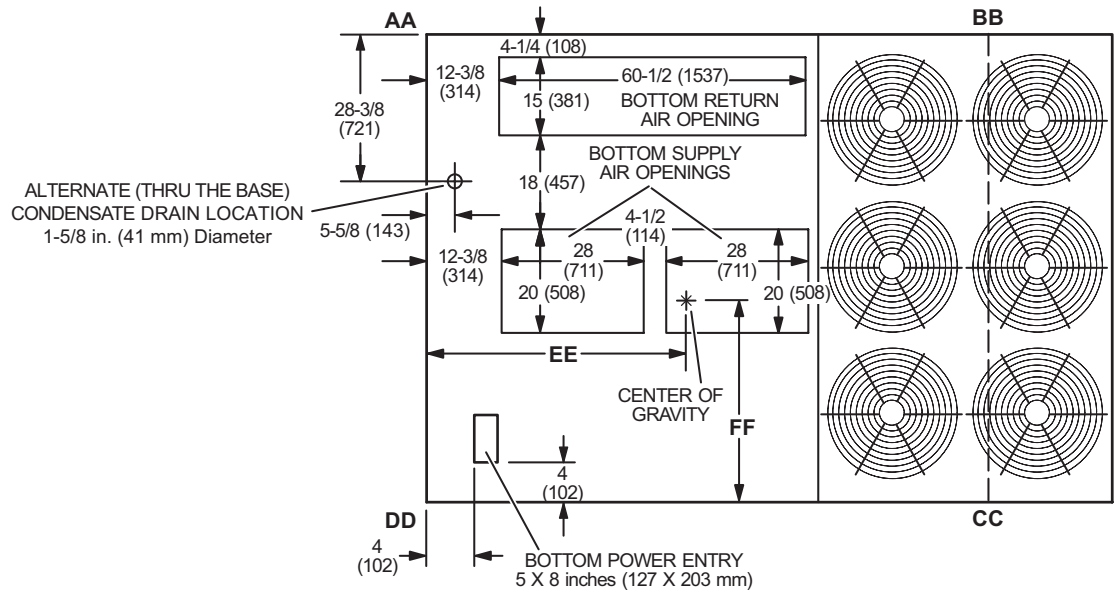 AA
BB
4-1/4 (108)
12-3/8
(314)
60-1/2 (1537)
28-3/8
(721)
15 (381)
BOTTOM RETURN
AIR OPENING
BOTTOM SUPPLY
AIR OPENINGS
18 (457)
ALTERNATE (THRU THE BASE)
CONDENSATE DRAIN LOCATION
1-5/8 in. (41 mm) Diameter
5-5/8 (143)
4-1/2
(114)
12-3/8
(314)
28
(711)
28
(711)
20 (508)
20 (508)
EE
CENTER OF
GRAVITY
FF
4
(102)
DD
CC
4
(102)
BOTTOM POWER ENTRY
5 X 8 inches (127 X 203 mm)